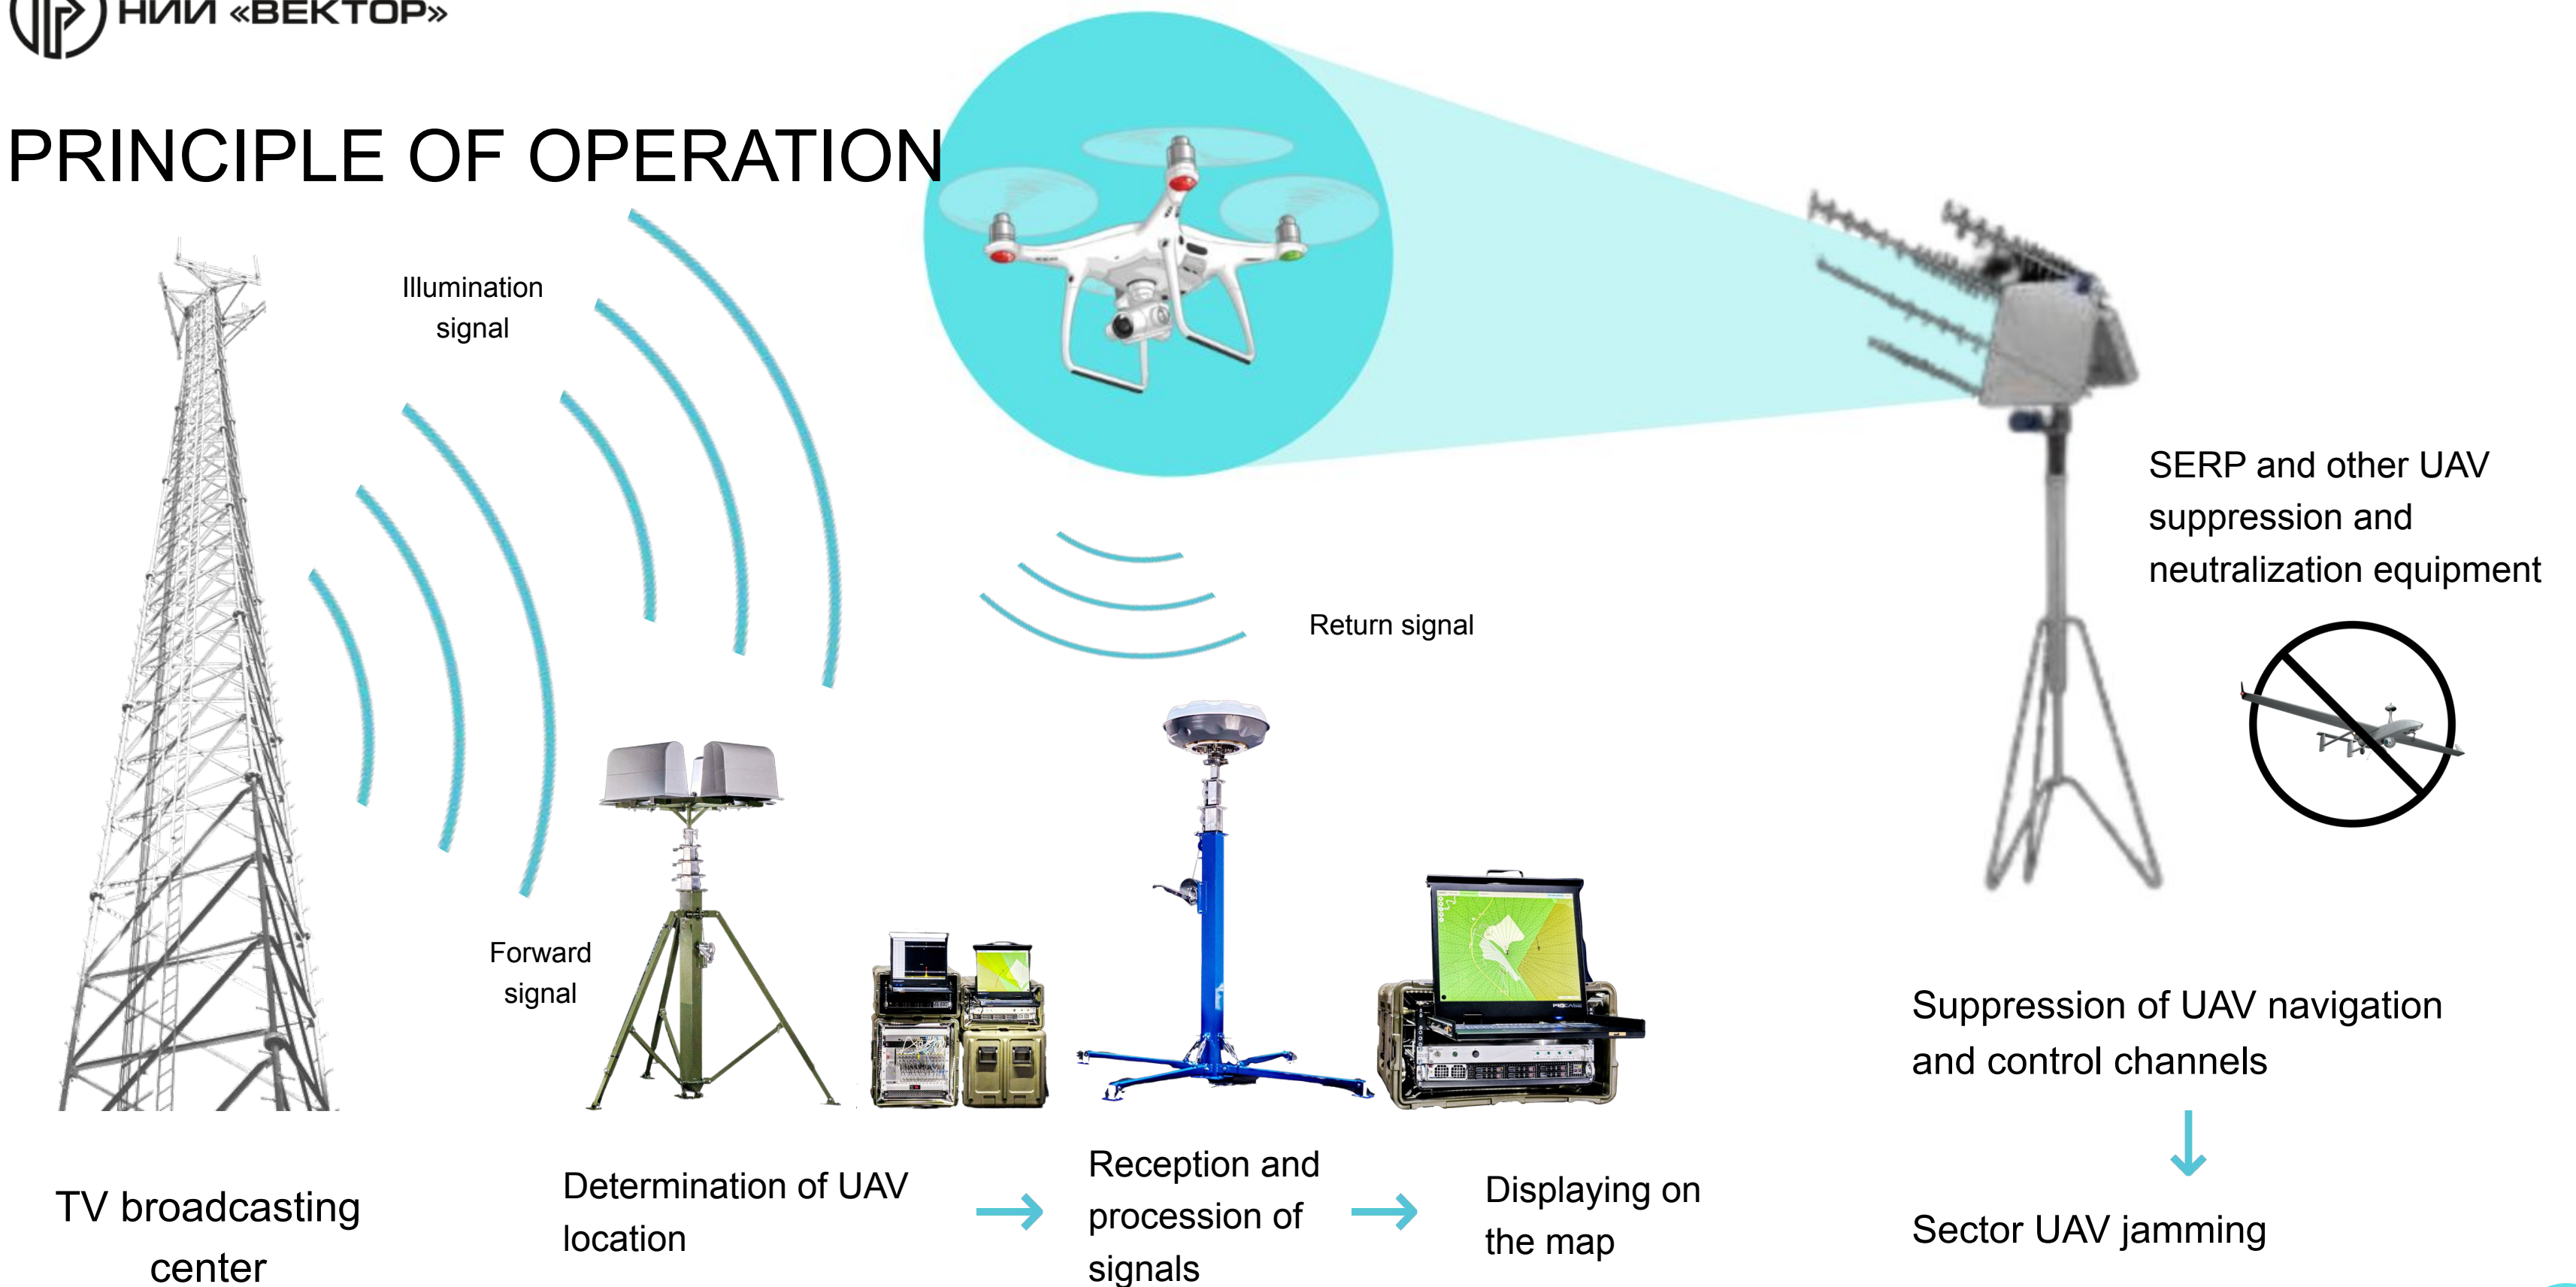 НИИ «ВЕКТОР»
PRINCIPLE OF OPERATION
Illumination
signal
Return signal
SERP and other UAV
suppression and
neutralization equipment
Forward
signal
Suppression of UAV navigation
and control channels
TV broadcasting
center
Determination of UAV
location
Reception and
procession of
signals
Displaying on
the map
Sector UAV jamming